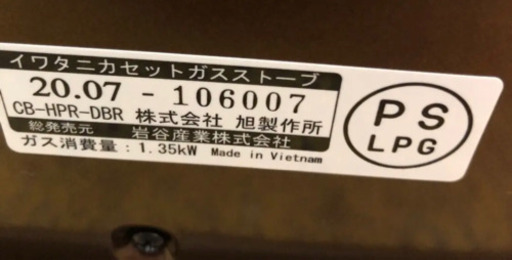 イワタニカセットガスストーブ
20.07 - 106007
CB-HPR-DBR 株式会社 旭製作所
総発売元 岩谷産業株式会社
ガス消費量：1.35kW Made in Vietnam
PS
LPG